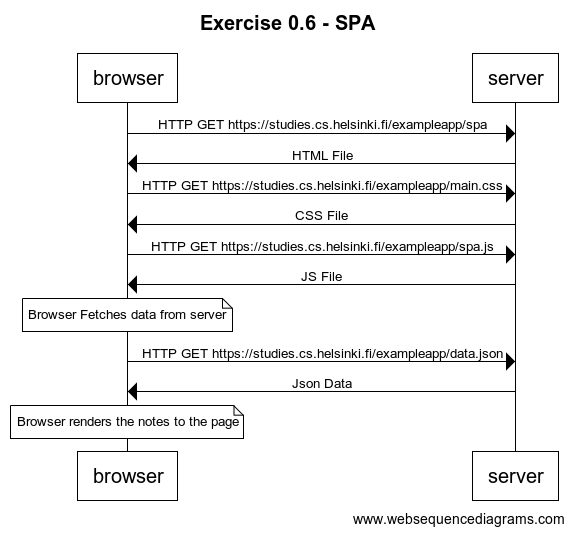 Exercise 0.6 - SPA
browser
server
HTTP GET https://studies.cs.helsinki.fi/exampleapp/spa
HTML File
HTTP GET https://studies.cs.helsinki.fi/exampleapp/main.css
CSS File
HTTP GET https://studies.cs.helsinki.fi/exampleapp/spa.js
JS File
Browser Fetches data from server
HTTP GET https://studies.cs.helsinki.fi/exampleapp/data.json
Json Data
Browser renders the notes to the page
browser
server
www.websequencediagrams.com